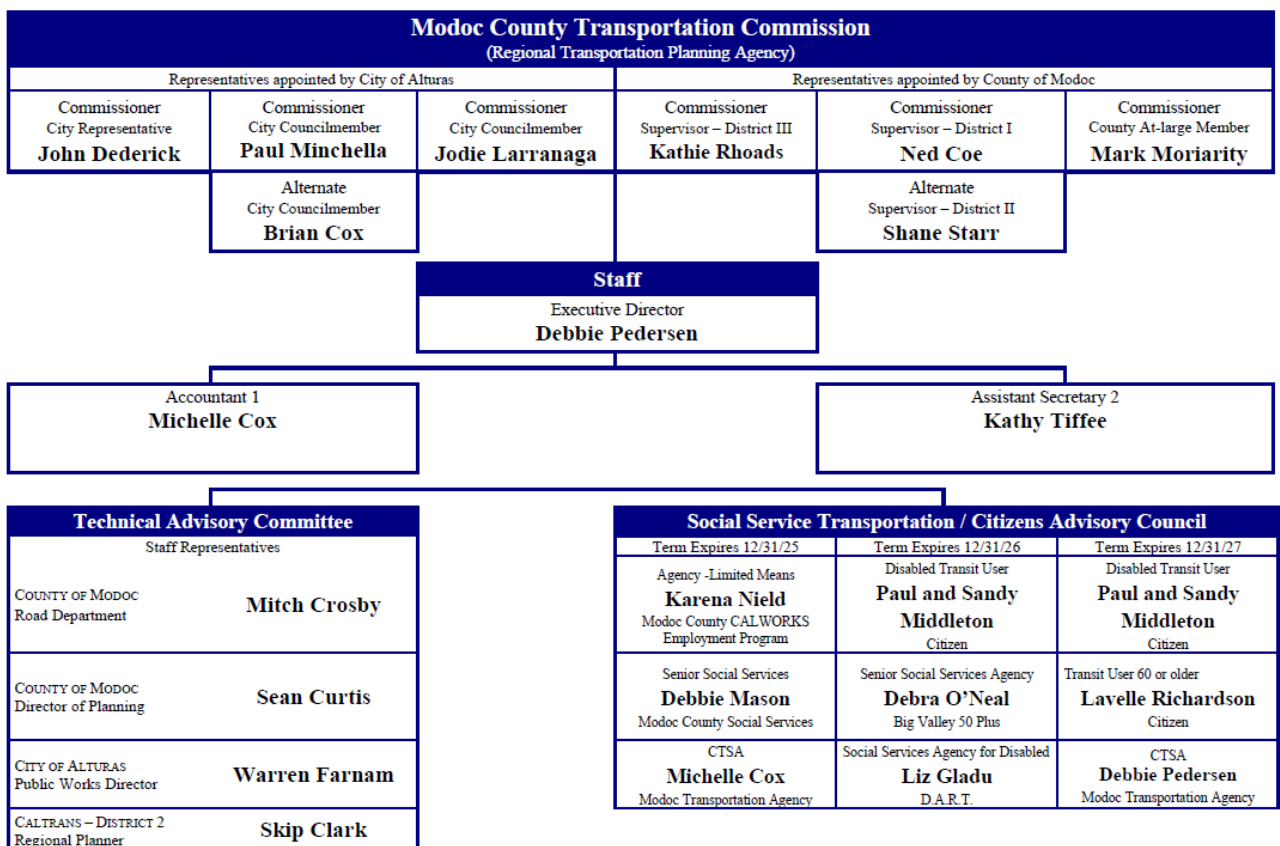 Modoc County Transportation Commission
(Regional Transportation Planning Agency)
Representatives appointed by City of Alturas
Representatives appointed by County of Modoc
Commissioner
City Representative
John Dederick
Commissioner
City Councilmember
Paul Minchella
Commissioner
City Councilmember
Jodie Larranaga
Commissioner
Supervisor – District III
Kathie Rhoads
Commissioner
Supervisor – District I
Ned Coe
Commissioner
County At-large Member
Mark Moriarity
Alternate
City Councilmember
Brian Cox
Alternate
Supervisor – District II
Shane Starr
Staff
Executive Director
Debbie Pedersen
Accountant 1
Michelle Cox
Assistant Secretary 2
Kathy Tiffee
Technical Advisory Committee
Staff Representatives
COUNTY OF MODOC
Road Department
Mitch Crosby
COUNTY OF MODOC
Director of Planning
Sean Curtis
CITY OF ALTURAS
Public Works Director
Warren Farnam
CALTRANS – DISTRICT 2
Regional Planner
Skip Clark
Social Service Transportation / Citizens Advisory Council
Term Expires 12/31/25
Term Expires 12/31/26
Term Expires 12/31/27
Agency -Limited Means
Karena Nield
Modoc County CALWORKS
Employment Program
Disabled Transit User
Paul and Sandy
Middleton
Citizen
Disabled Transit User
Paul and Sandy
Middleton
Citizen
Senior Social Services
Debbie Mason
Modoc County Social Services
Senior Social Services Agency
Debra O’Neal
Big Valley 50 Plus
Transit User 60 or older
Lavelle Richardson
Citizen
CTSA
Michelle Cox
Modoc Transportation Agency
Social Services Agency for Disabled
Liz Gladu
D.A.R.T.
CTSA
Debbie Pedersen
Modoc Transportation Agency